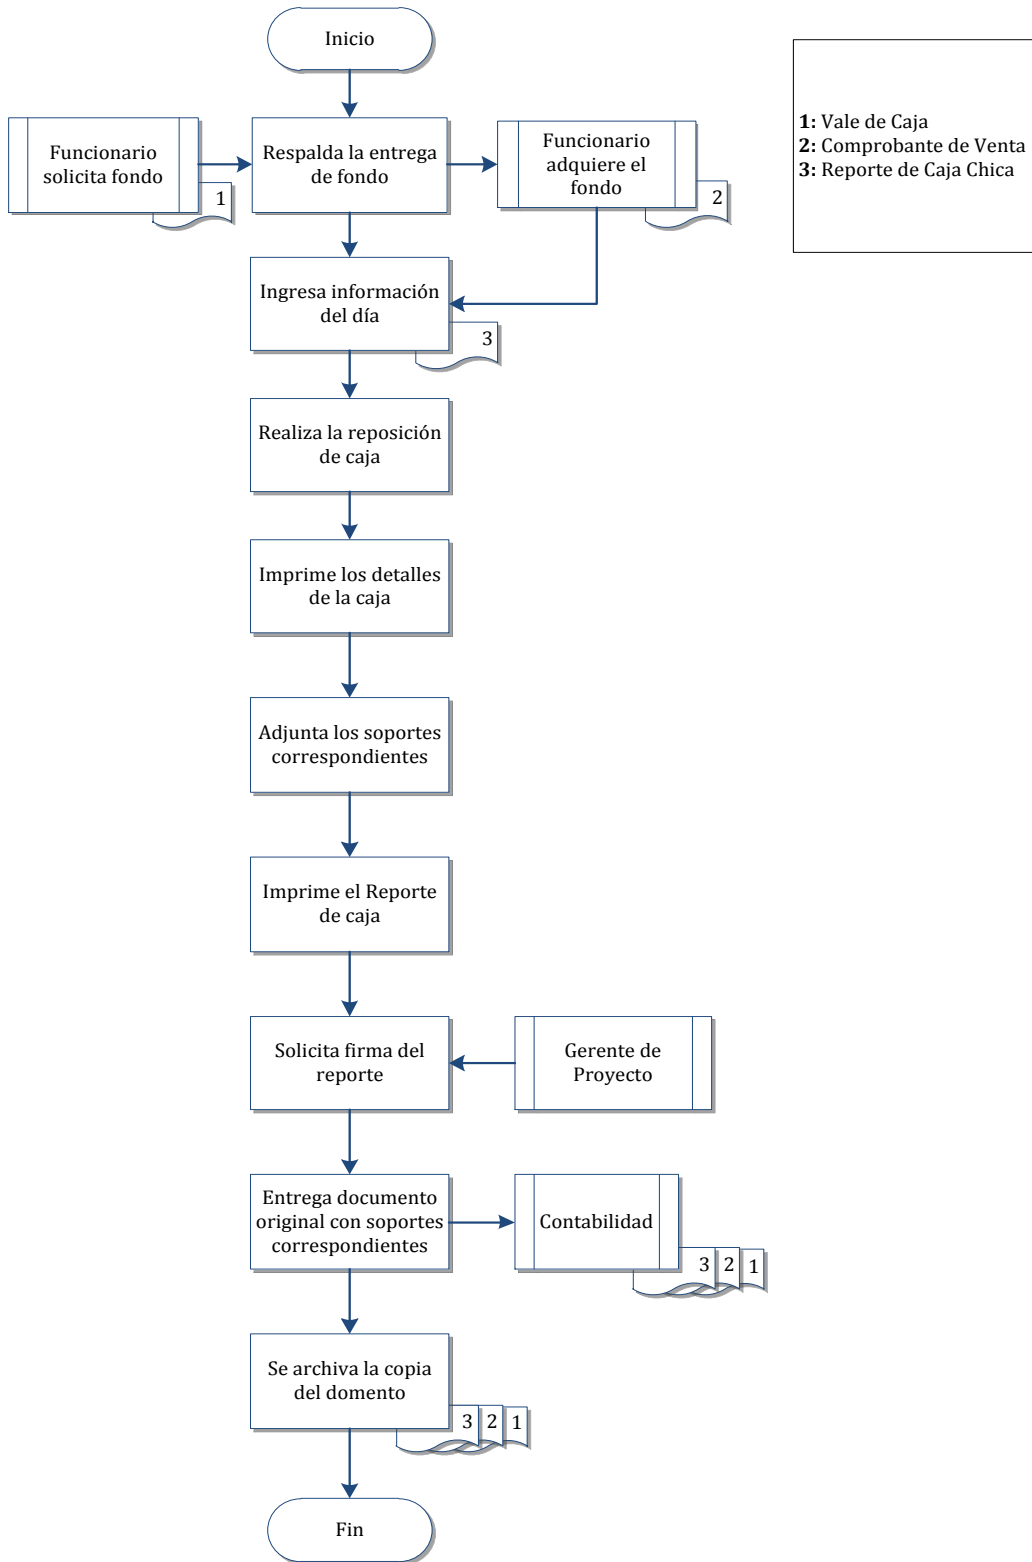 Inicio
1: Vale de Caja
2: Comprobante de Venta
3: Reporte de Caja Chica
Funcionario
solicita fondo
1
Respalda la entrega
de fondo
Funcionario
adquiere el
fondo
2
Ingresa información
del día
3
Realiza la reposición
de caja
Imprime los detalles
de la caja
Adjunta los soportes
correspondientes
Imprime el Reporte
de caja
Solicita firma del
reporte
Gerente de
Proyecto
Entrega documento
original con soportes
correspondientes
Contabilidad
3 2 1
Se archiva la copia
del domento
3 2 1
Fin